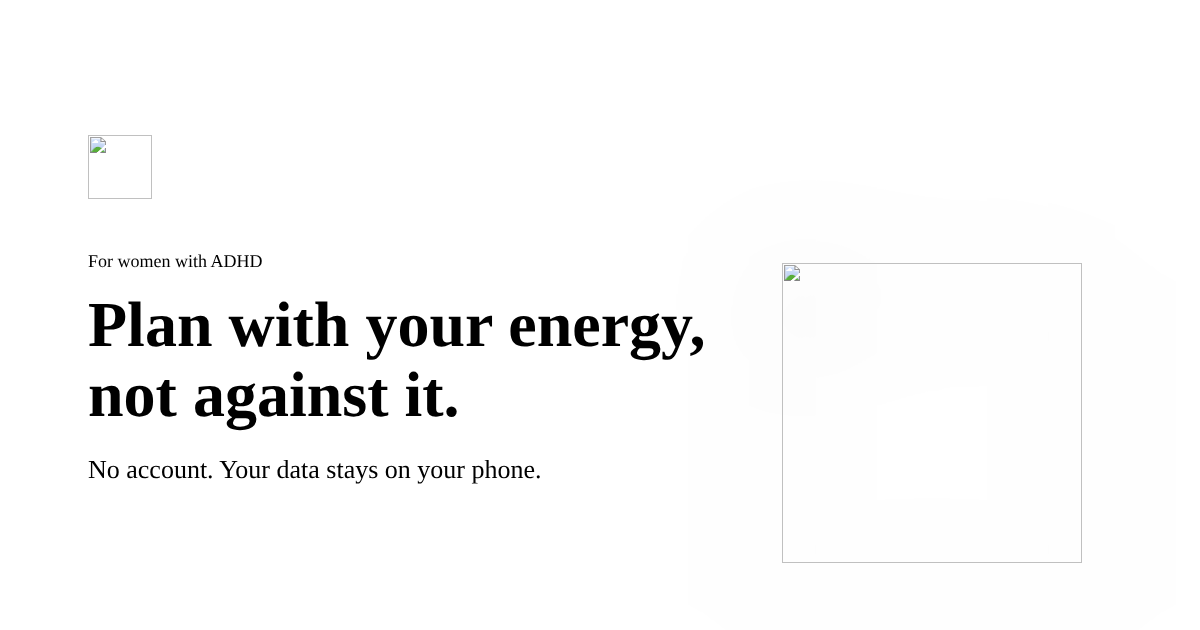 For women with ADHD
Plan with your energy,
not against it.
No account. Your data stays on your phone.